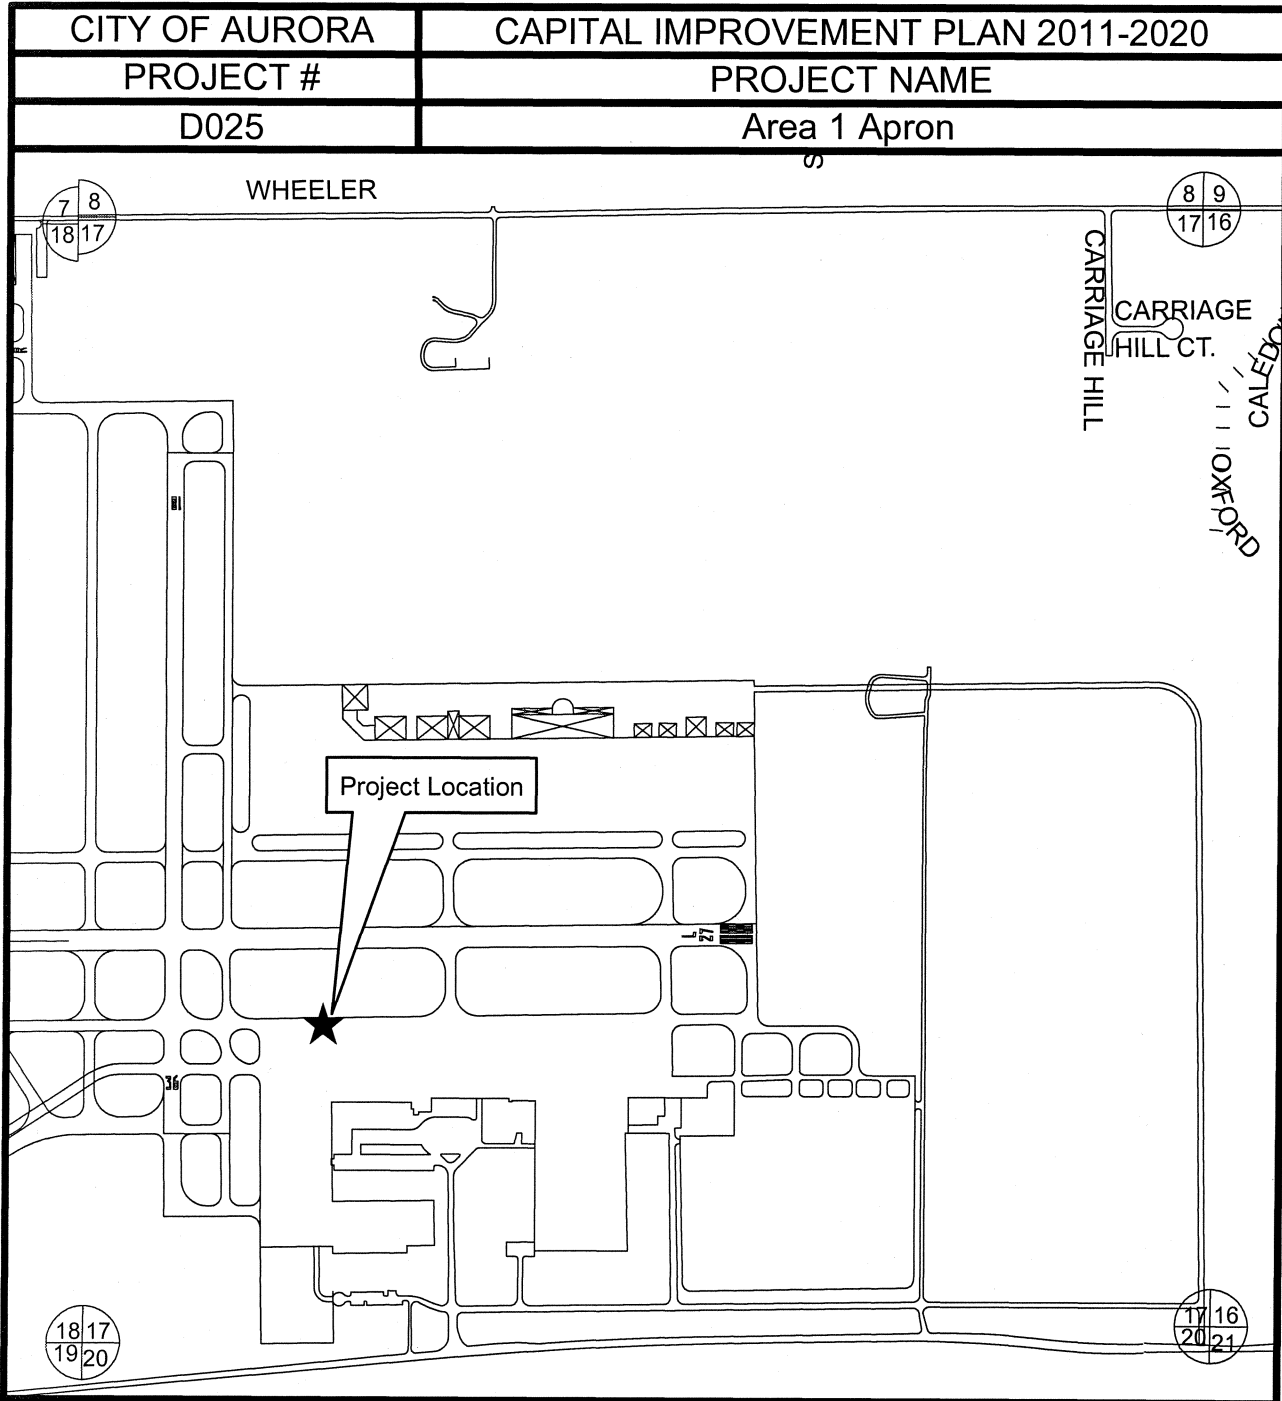 CITY OF AURORA
CAPITAL IMPROVEMENT PLAN 2011-2020
PROJECT #
PROJECT NAME
D025
Area 1 Apron
S
WHEELER
7 8
18 17
8 9
17 16
CARRIAGE HILL
CARRIAGE
HILL CT.
OXFORD
Project Location
27
L
36
18 17
19 20
17 16
20 21